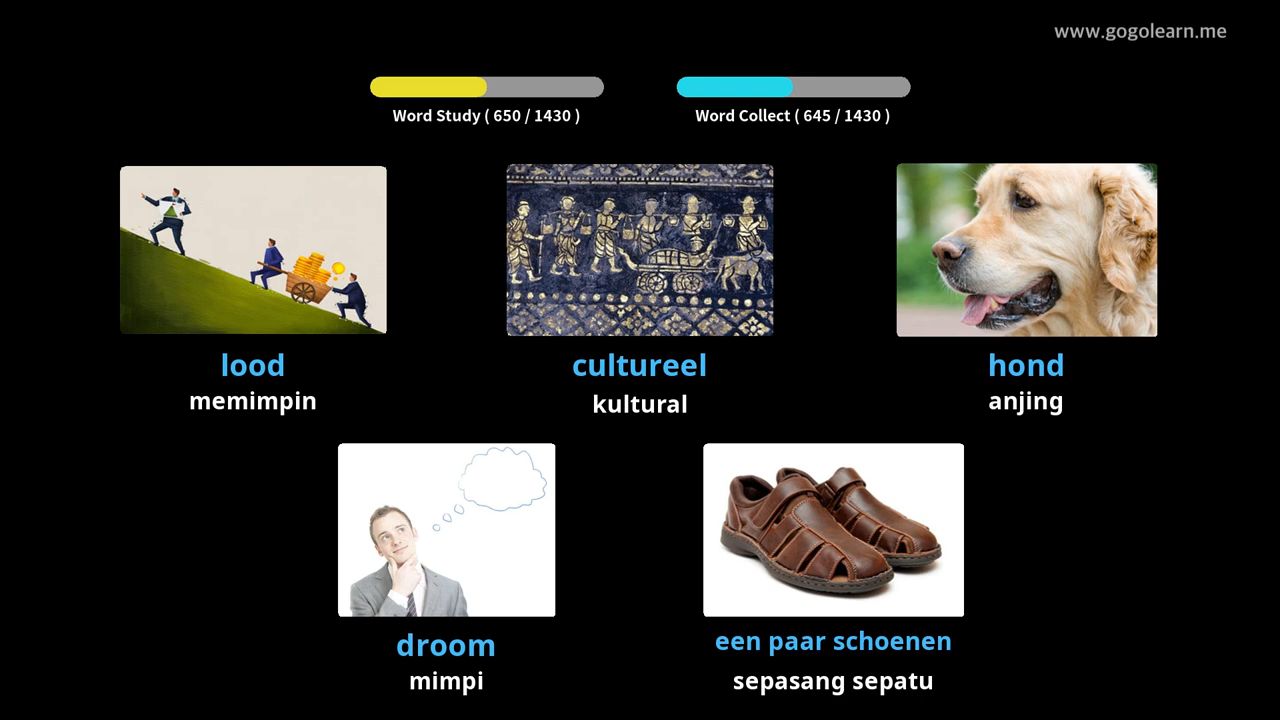 www.gogolearn.me
Word Study ( 650 / 1430 )
Word Collect ( 645 / 1430 )
lood
memimpin
cultureel
kultural
hond
anjing
droom
mimpi
een paar schoenen
sepasang sepatu